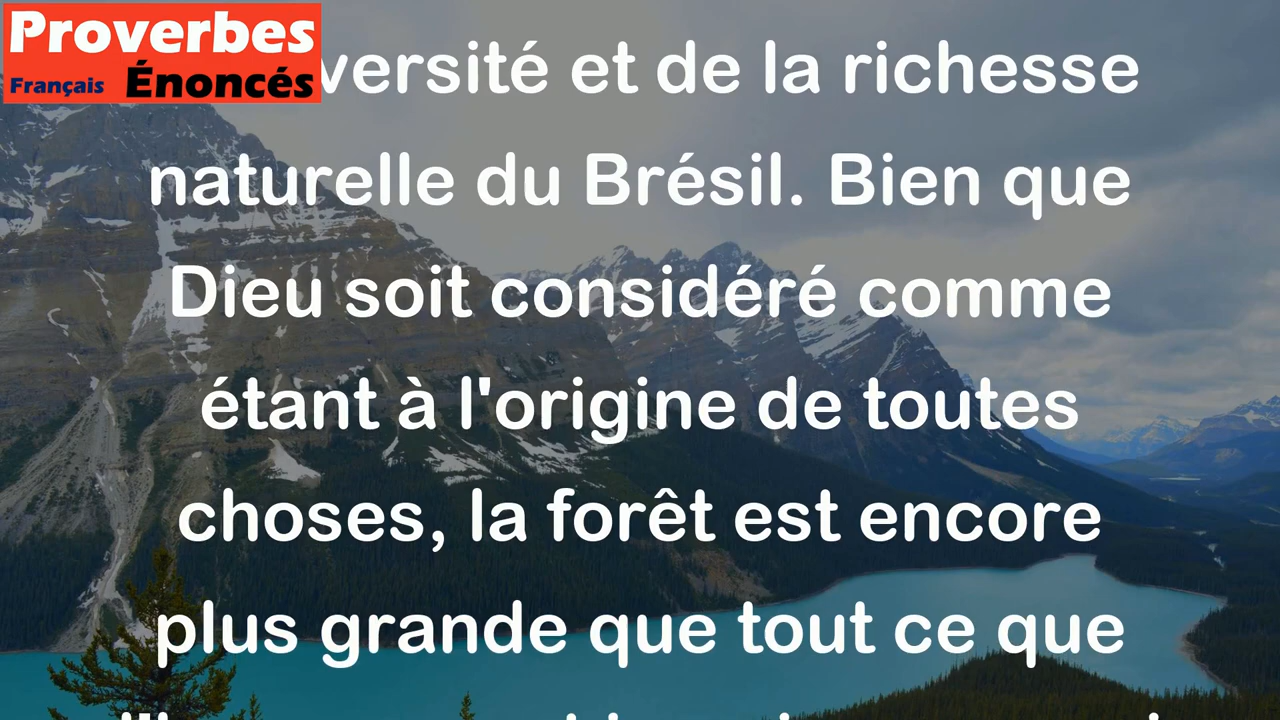 Proverbes
Français Énoncés
versité et de la richesse
naturelle du Brésil. Bien que
Dieu soit considéré comme
étant à l'origine de toutes
choses, la forêt est encore
plus grande que tout ce que